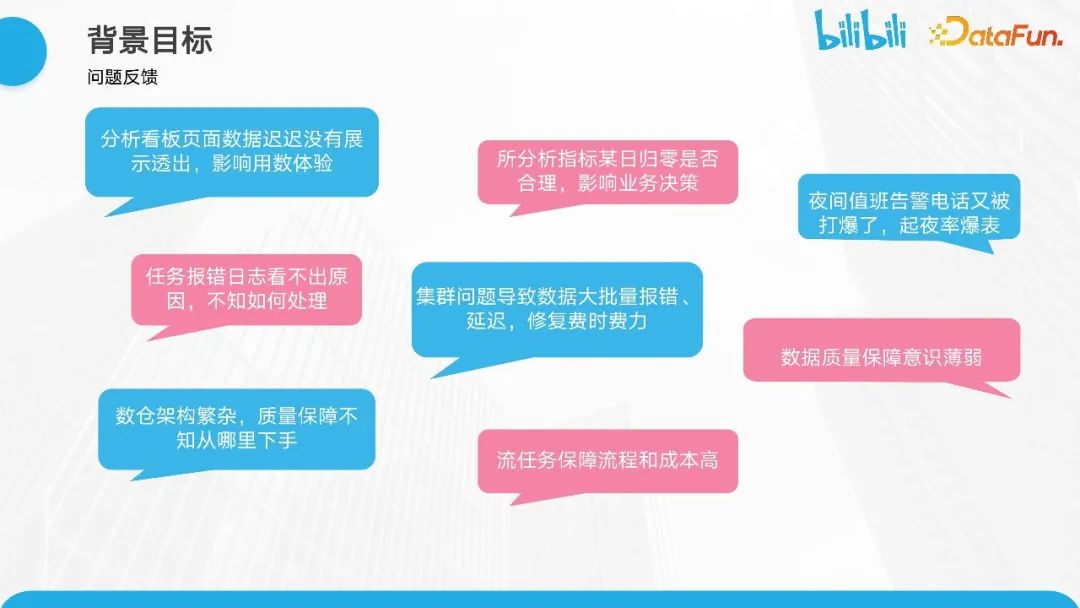 背景目标
bilibili
DataFun.
问题反馈
分析看板页面数据迟迟没有展
示透出，影响用数体验
所分析指标某日归零是否
合理，影响业务决策
夜间值班告警电话又被
打爆了，起夜率爆表
任务报错日志看不出原
因，不知如何处理
集群问题导致数据大批量报错、
延迟，修复费时费力
数据质量保障意识薄弱
数仓架构繁杂，质量保障不
知从哪里下手
流任务保障流程和成本高